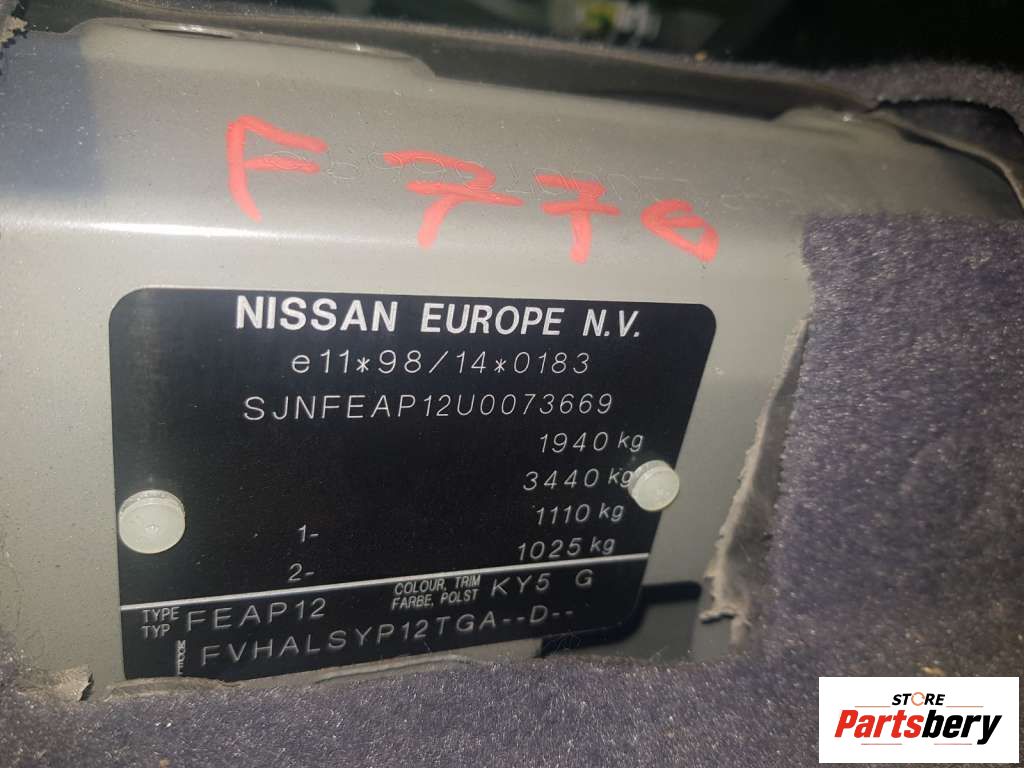 F 770
NISSAN EUROPE N.V.
e11*98/14*0183
SJNFEAP12U0073669
1940 kg
3440 kg
1- 1110 kg
2- 1025 kg
TYPE TYP FEAP12 COLOUR, TRIM FARBE, POLST KY5 G
FVHALSYP12TGA--D--
STORE
Partsbery